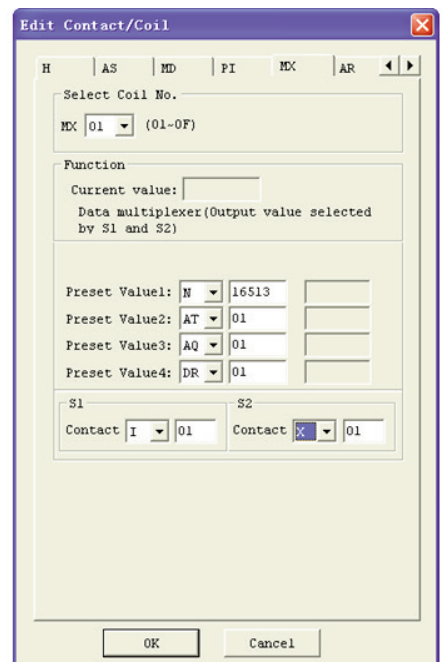 Edit Contact/Coil
H AS MD PI MX AR
Select Coil No.
MX 01 (01~0F)
Function
Current value:
Data multiplexer(Output value selected
by S1 and S2)
Preset Value1: N 16513
Preset Value2: AT 01
Preset Value3: AQ 01
Preset Value4: DR 01
S1 S2
Contact I 01 Contact X 01
OK Cancel